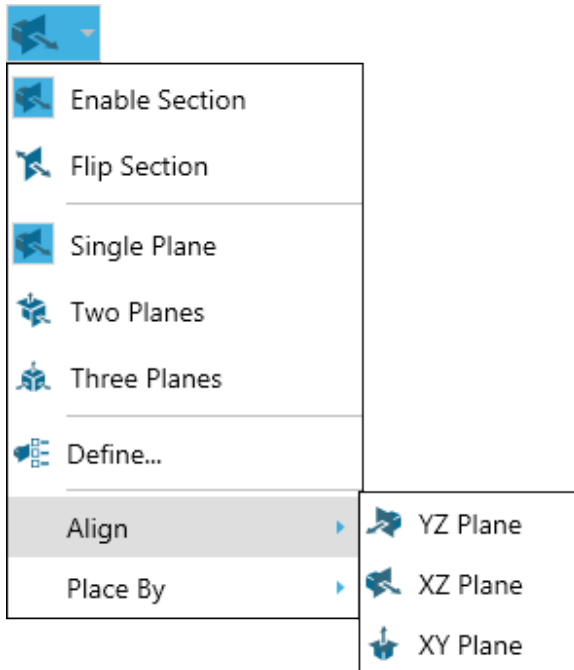 Enable Section
Flip Section
Single Plane
Two Planes
Three Planes
Define...
Align
Place By
YZ Plane
XZ Plane
XY Plane